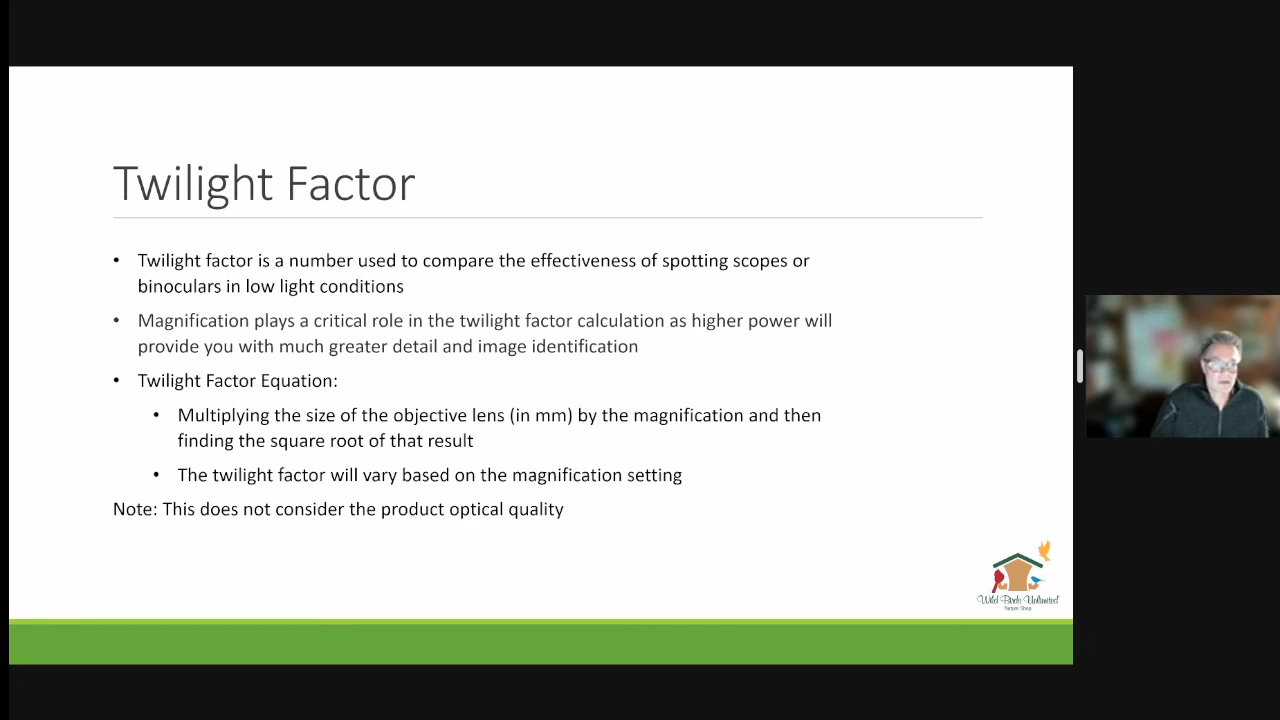 Twilight Factor
• Twilight factor is a number used to compare the effectiveness of spotting scopes or
binoculars in low light conditions
• Magnification plays a critical role in the twilight factor calculation as higher power will
provide you with much greater detail and image identification
• Twilight Factor Equation:
• Multiplying the size of the objective lens (in mm) by the magnification and then
finding the square root of that result
• The twilight factor will vary based on the magnification setting
Note: This does not consider the product optical quality
Wild Birds Unlimited
Nature Shop